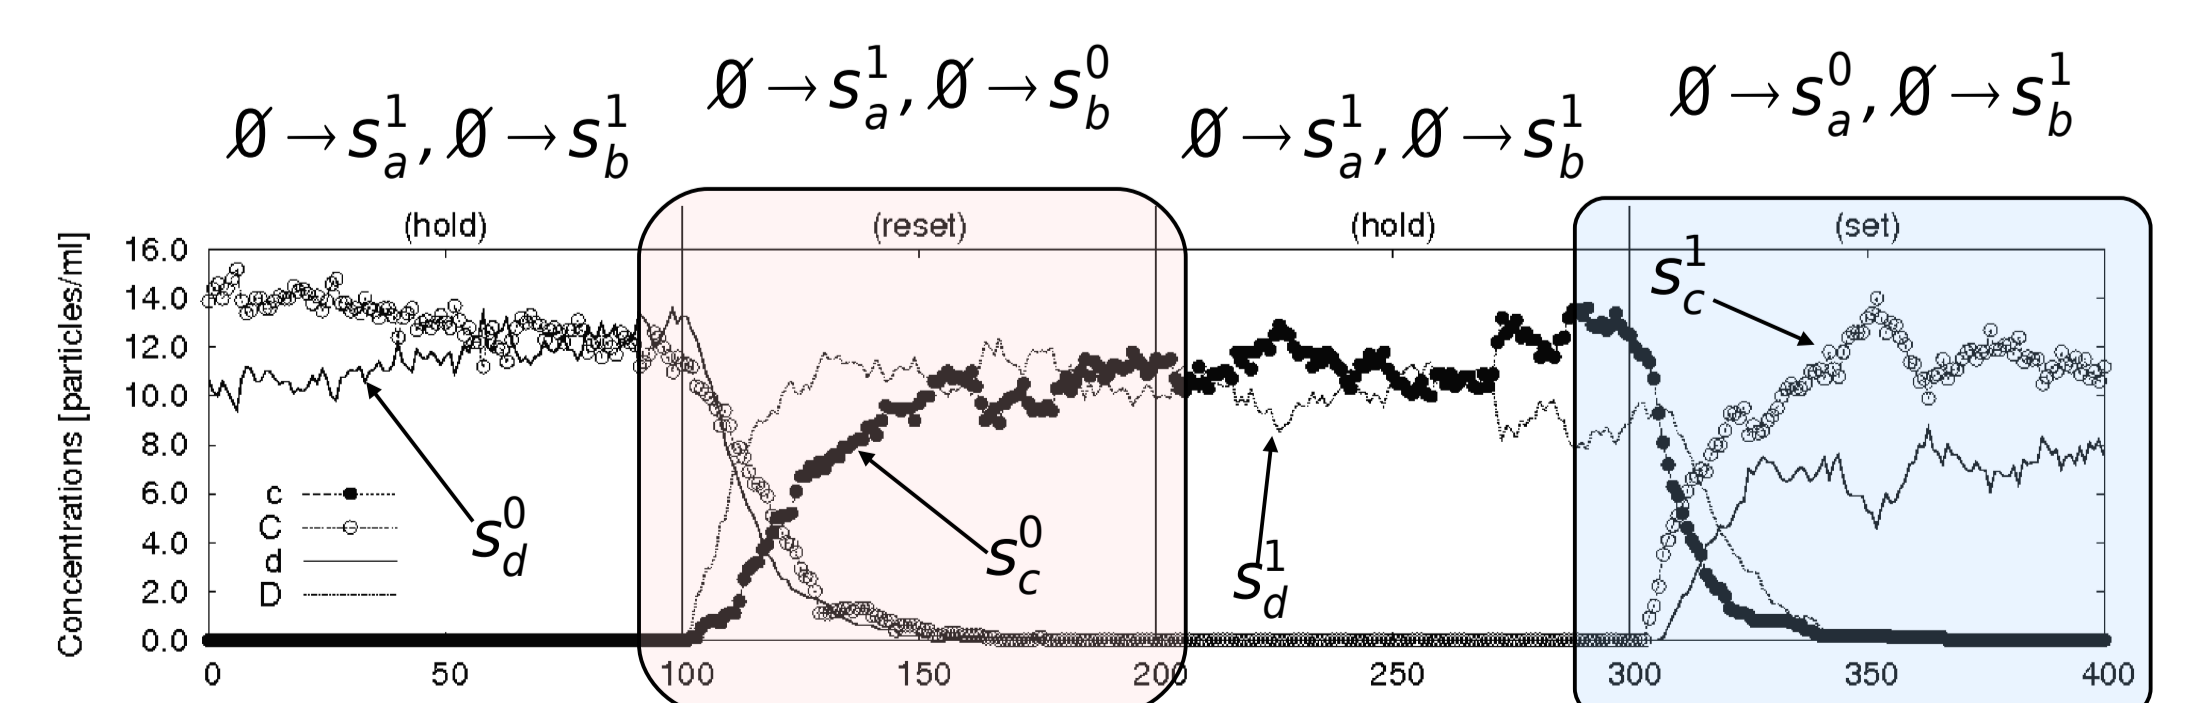 ∅ → s_a^1, ∅ → s_b^1
∅ → s_a^1, ∅ → s_b^0
∅ → s_a^1, ∅ → s_b^1
∅ → s_a^0, ∅ → s_b^1
(hold)
(reset)
(hold)
(set)
Concentrations [particles/ml]
16.0
14.0
12.0
10.0
8.0
6.0
4.0
2.0
0.0
c
C
d
D
s_d^0
s_c^0
s_d^1
s_c^1
0 50 100 150 200 250 300 350 400